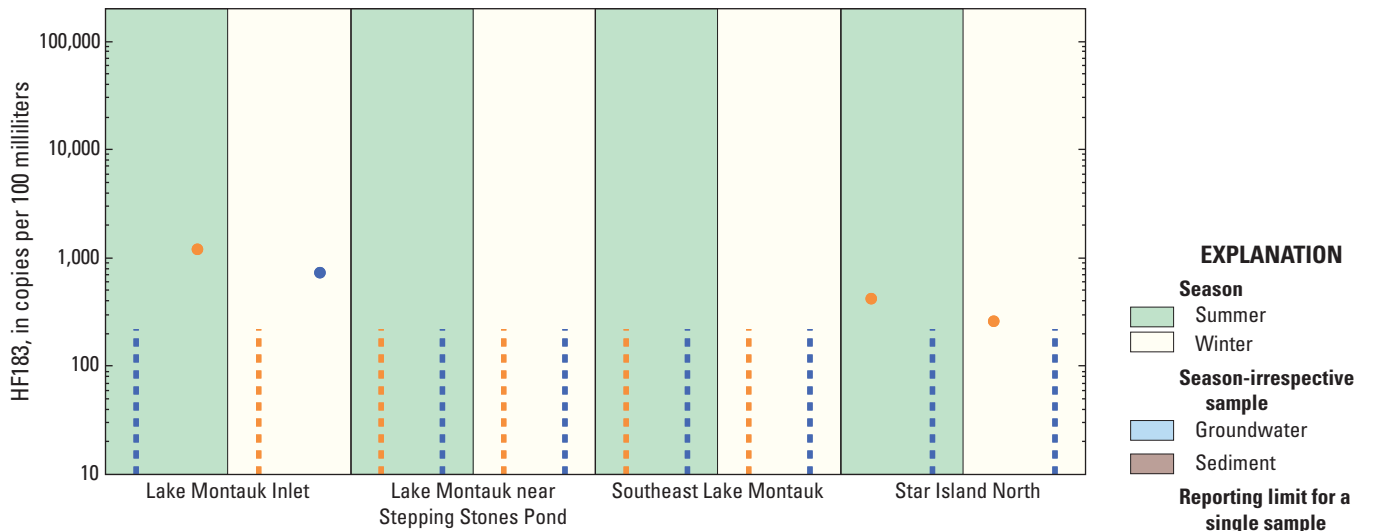 HF183, in copies per 100 milliliters
100,000
10,000
1,000
100
10
Lake Montauk Inlet
Lake Montauk near
Stepping Stones Pond
Southeast Lake Montauk
Star Island North
EXPLANATION
Season
Summer
Winter
Season-irrespective
sample
Groundwater
Sediment
Reporting limit for a
single sample